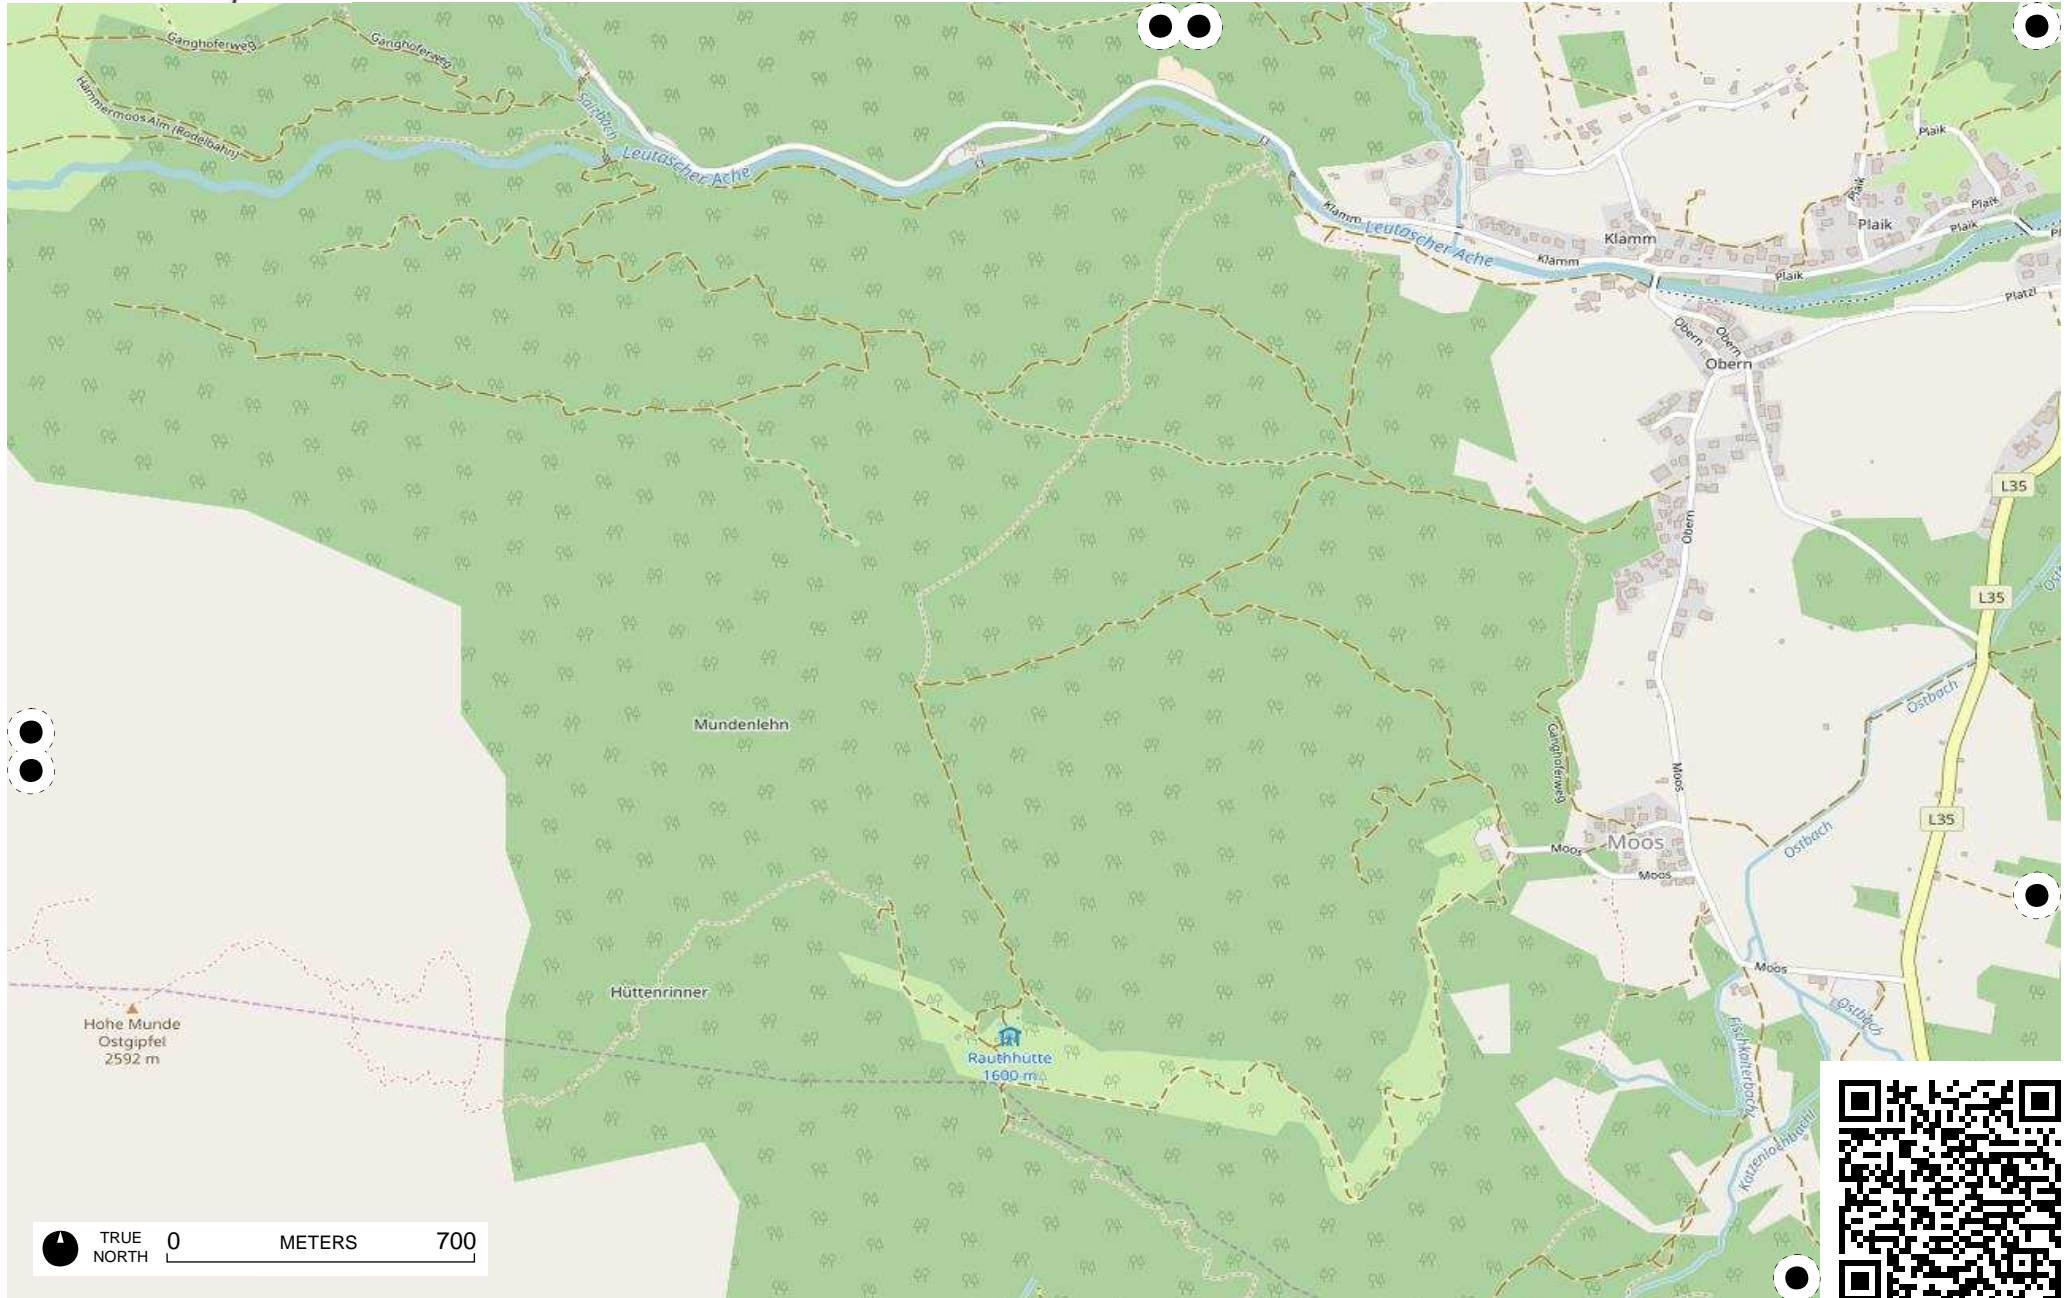 Ganghoferweg
Ganghoferweg
Hämmermoos Alm (Rodelbahn)
Salzbach
Leutascher Ache
Klamm
Leutascher Ache
Klamm
Klamm
Plaik
Plaik
Plaik
Plaik
Plaik
Plaik
Platzl
Obern
Obern
Obern
Obern
L35
L35
L35
Ostbach
Ostbach
Ostbach
Mundenlehn
Ganghoferweg
Moos
Moos
Moos
Moos
Moos
Hüttenrinner
Hohe Munde
Ostgipfel
2592 m
Rauthhütte
1600 m
Fischkalterbach
Katzenlochbachl
TRUE
NORTH
0
METERS
700